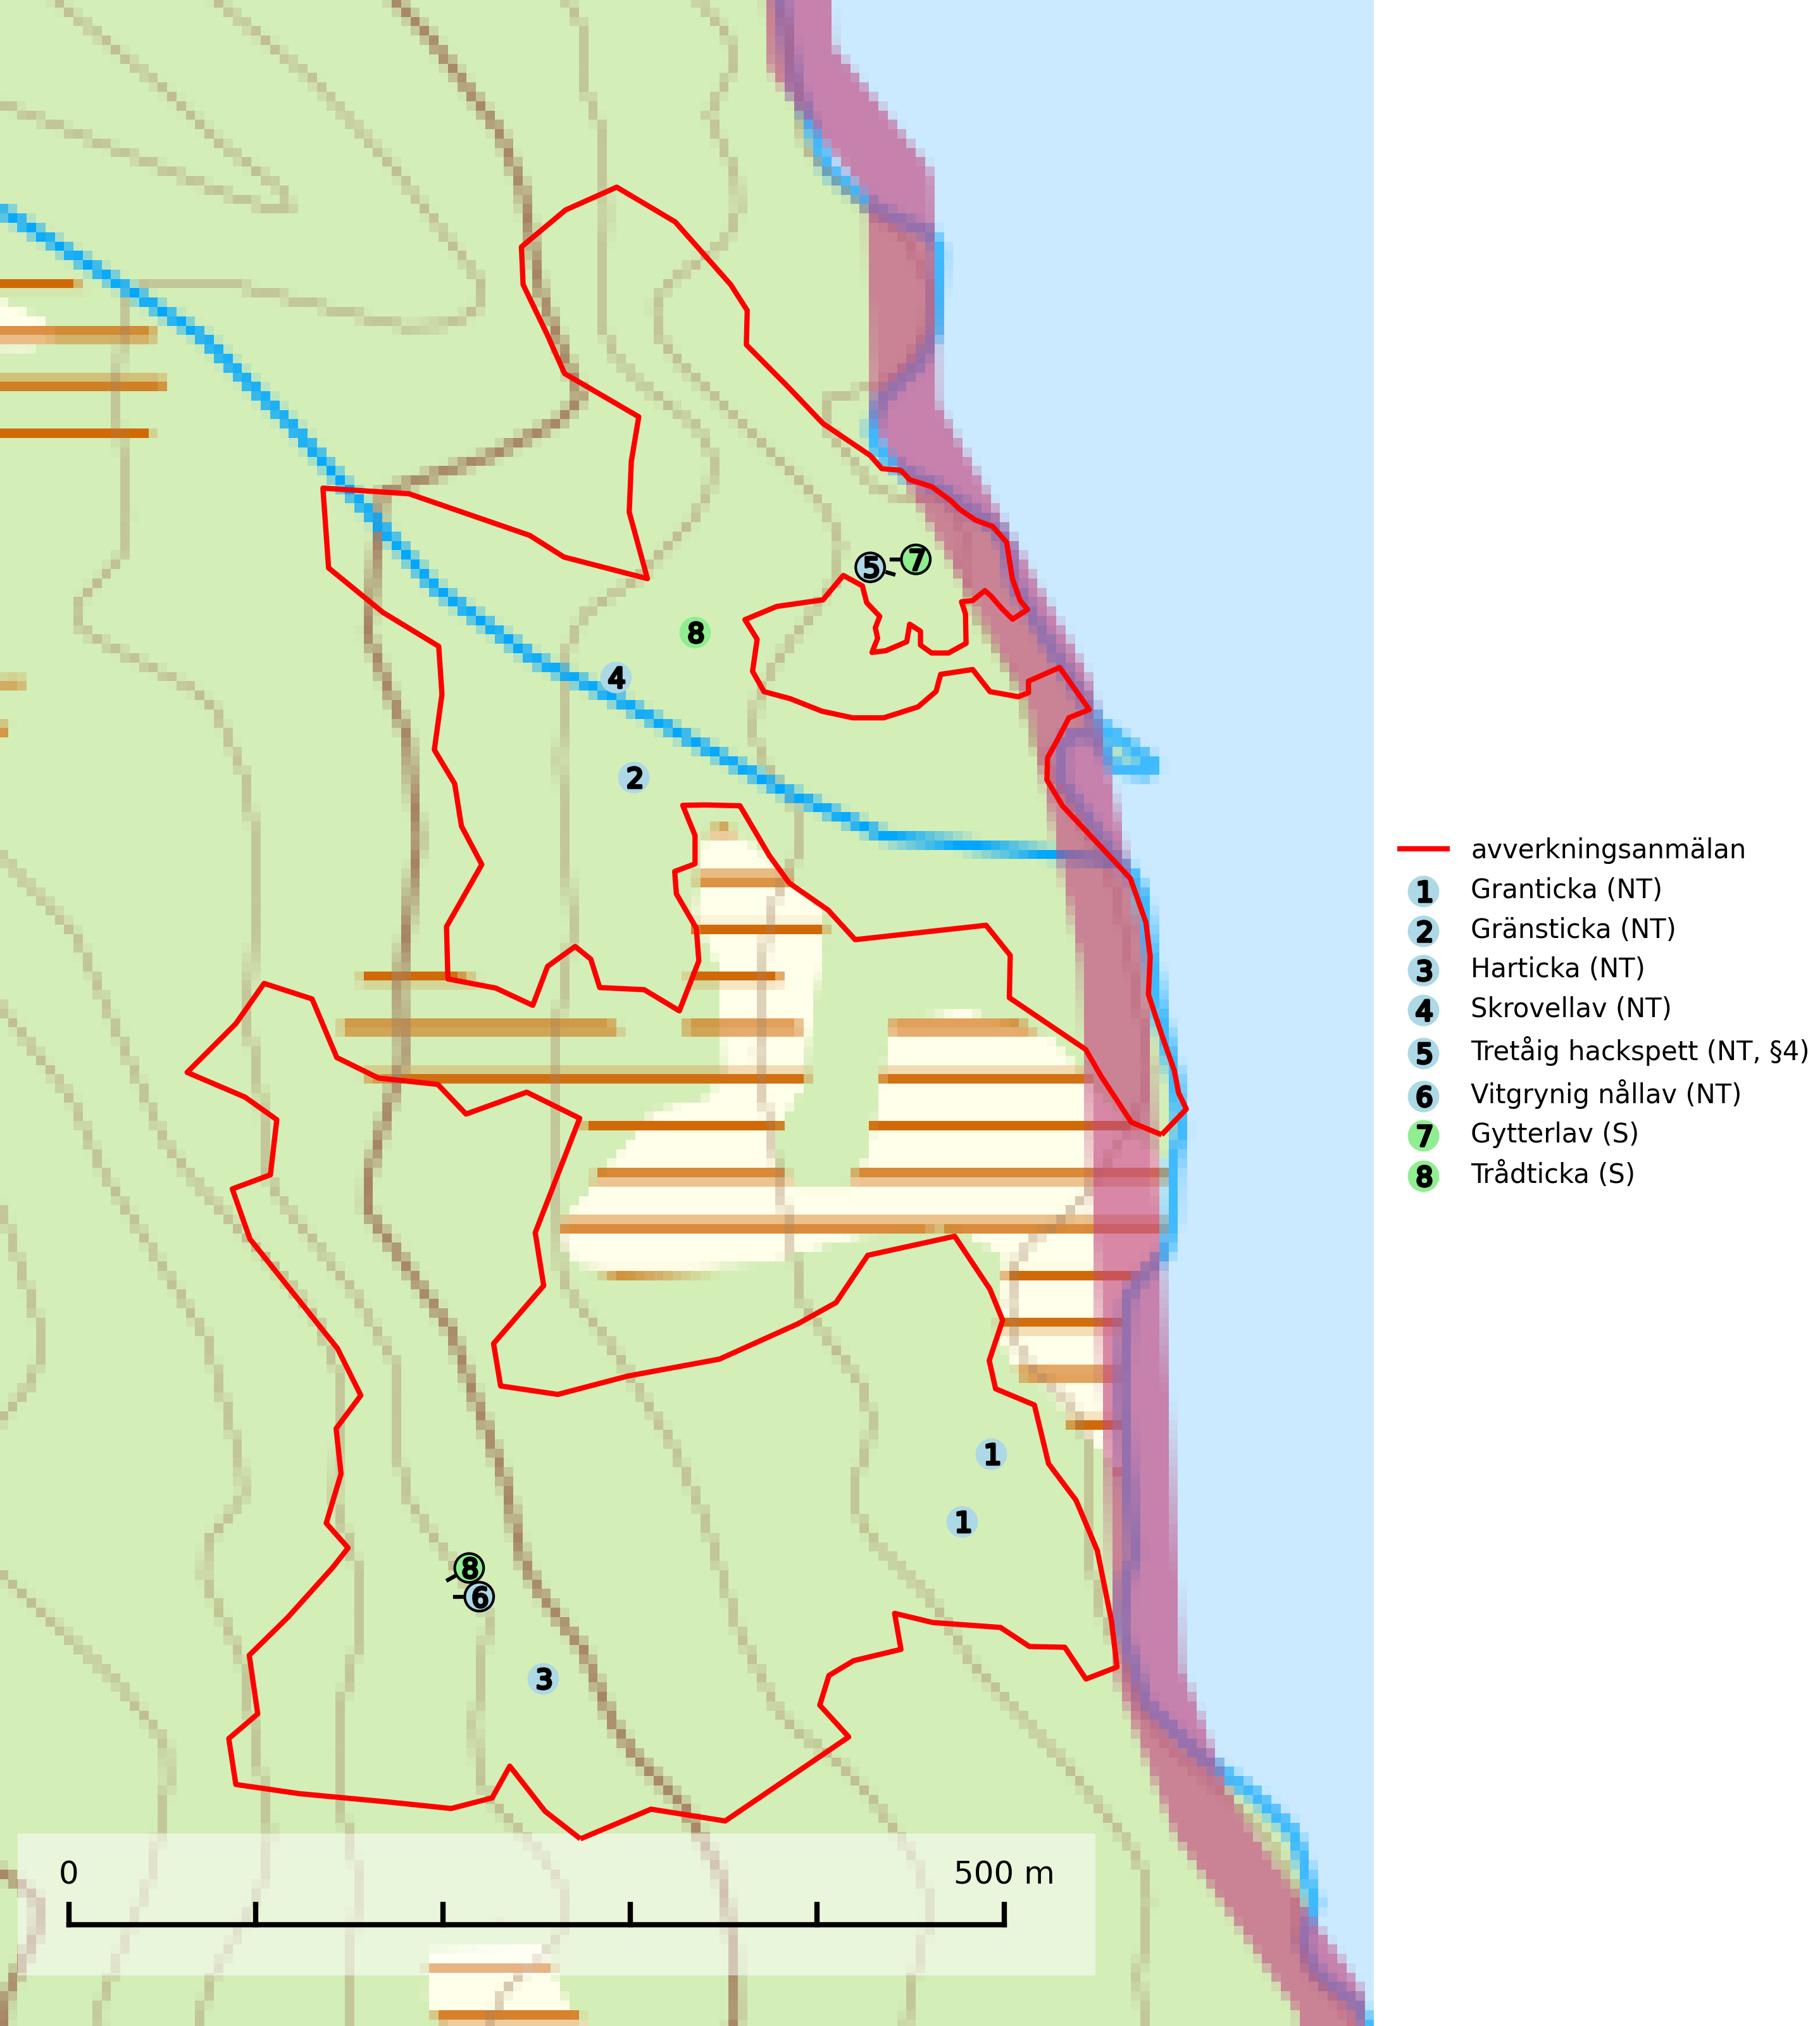 5
7
8
4
2
avverkningsanmälan
1 Granticka (NT)
2 Gränsticka (NT)
3 Harticka (NT)
4 Skrovellav (NT)
5 Tretåig hackspett (NT, §4)
6 Vitgrynig nållav (NT)
7 Gytterlav (S)
8 Trådticka (S)
1
1
8
6
3
0 500 m